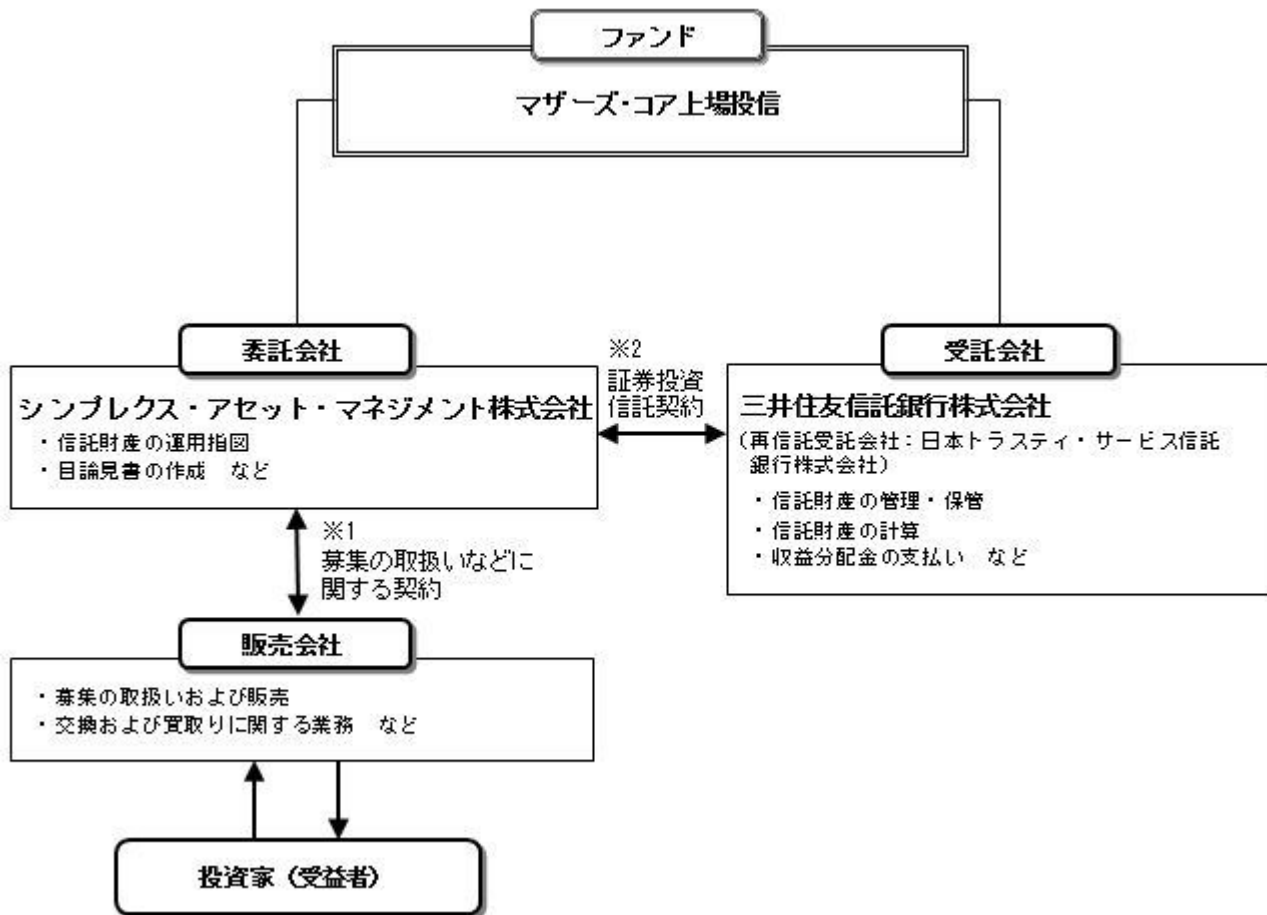 ファンド
マザーズ・コア上場投信
委託会社
シンプレクス・アセット・マネジメント株式会社
・信託財産の運用指図
・目論見書の作成　など
※2
証券投資
信託契約
受託会社
三井住友信託銀行株式会社
(再信託受託会社：日本トラスティ・サービス信託
銀行株式会社)
・信託財産の管理・保管
・信託財産の計算
・収益分配金の支払い　など
※1
募集の取扱いなどに
関する契約
販売会社
・募集の取扱いおよび販売
・交換および買取りに関する業務　など
投資家（受益者）